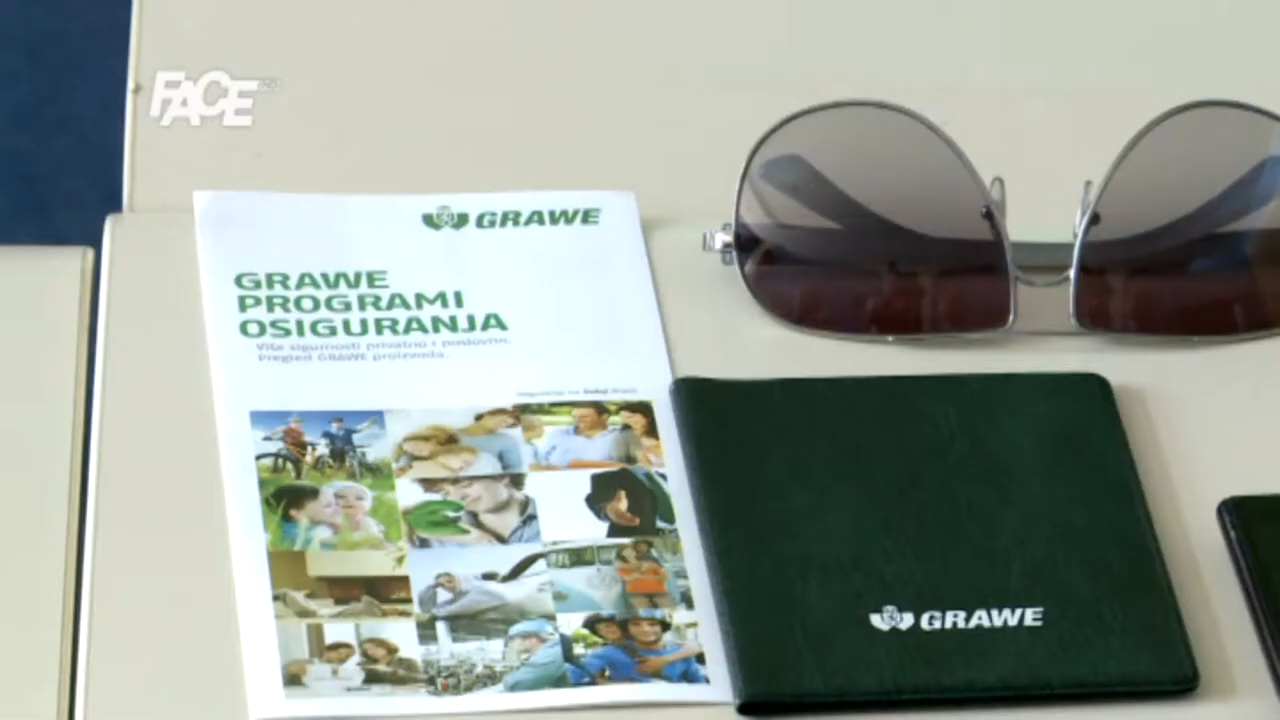 FACE
GRAWE
GRAWE
PROGRAMI
OSIGURANJA
Više sigurnosti privatno i poslovno.
Pregled GRAWE proizvoda.
GRAWE